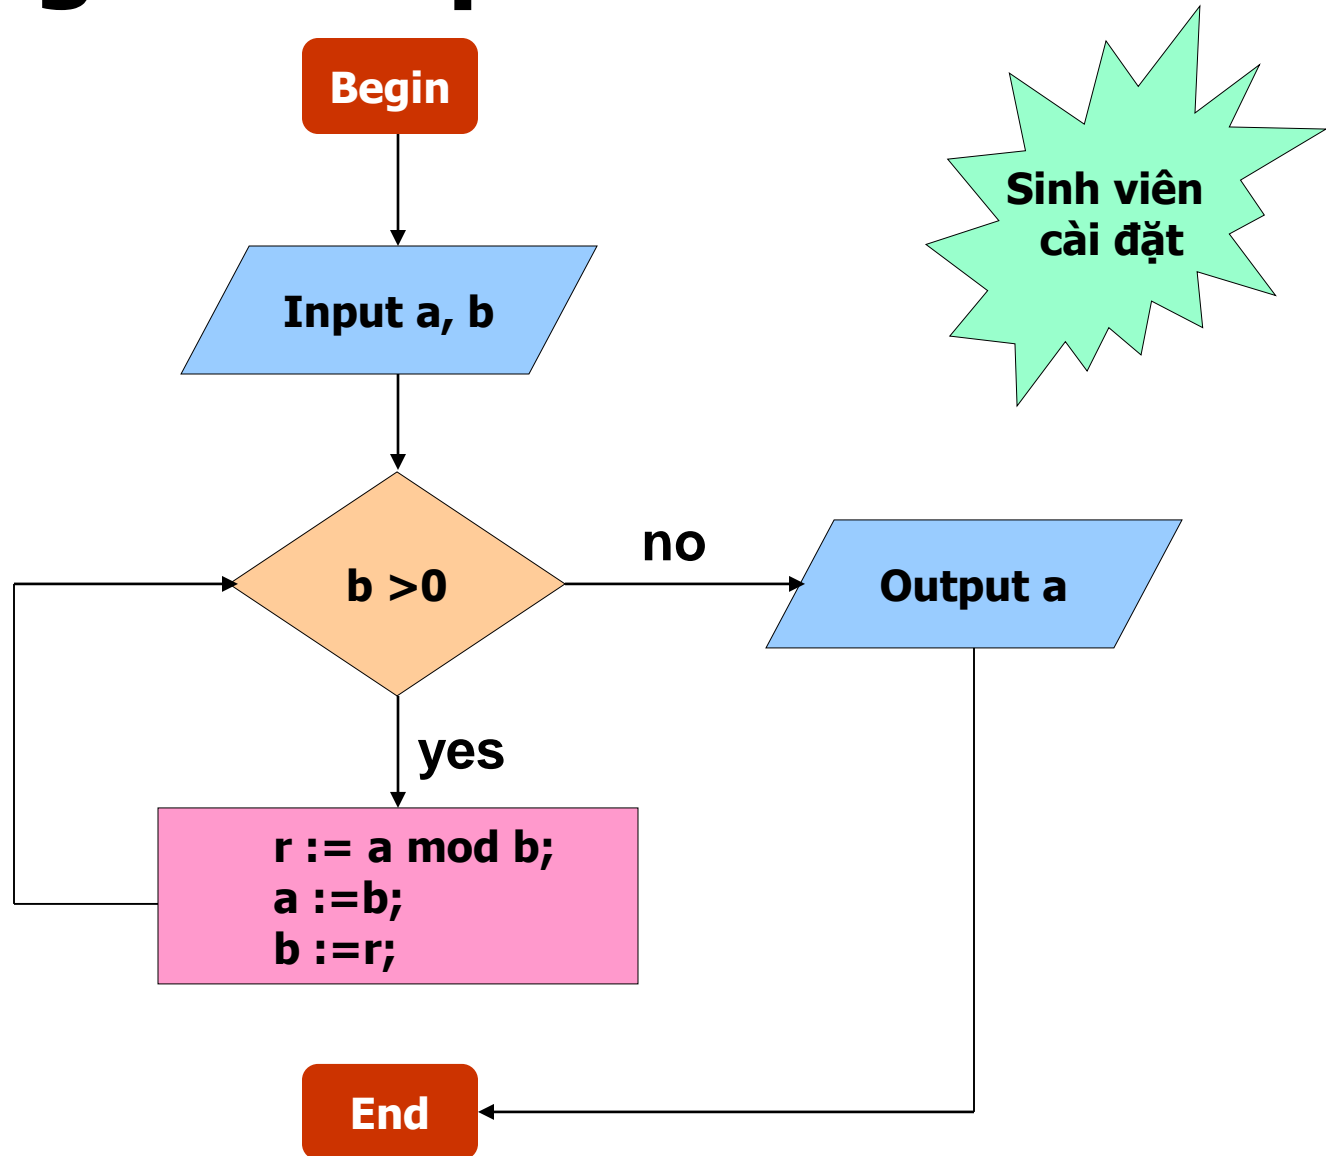 Begin
Sinh viên
cài đặt
Input a, b
b >0
no
Output a
yes
r := a mod b;
a :=b;
b :=r;
End